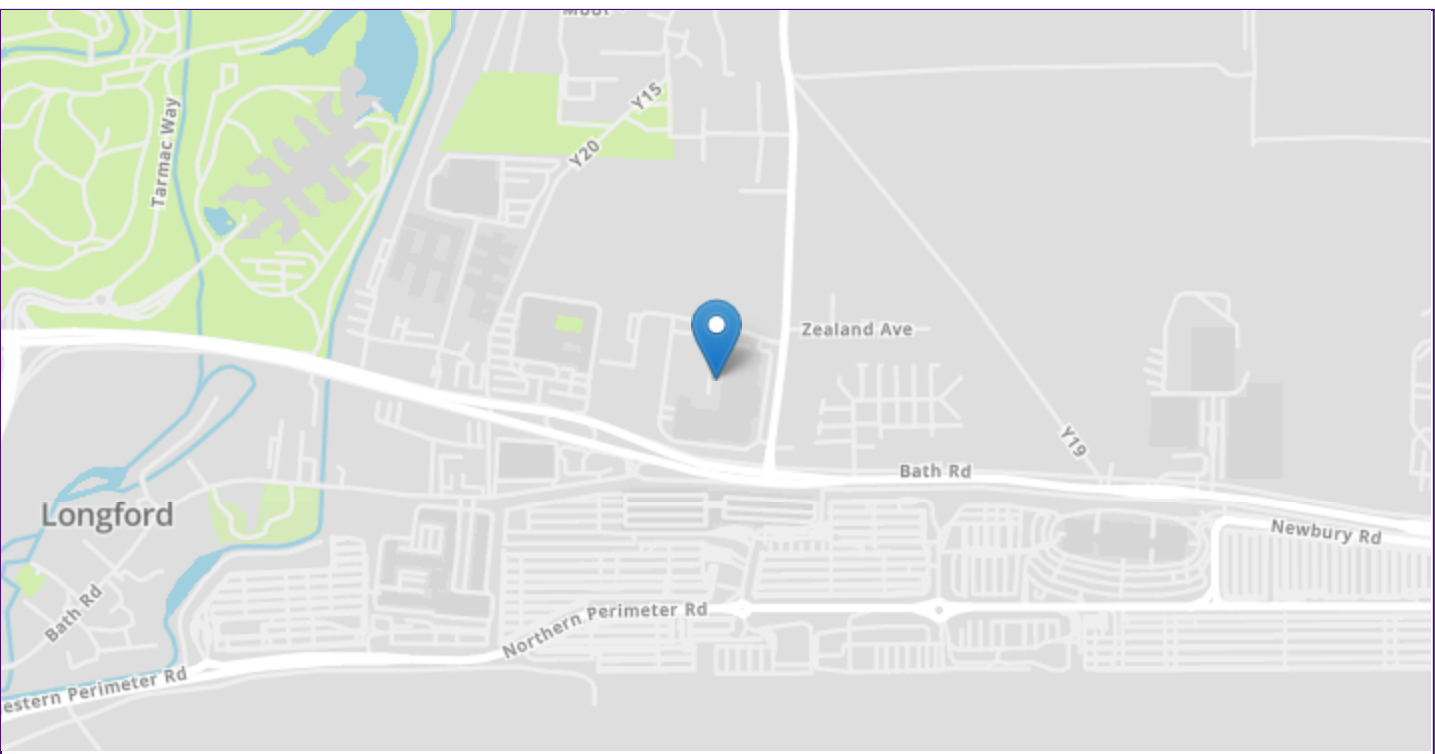 Y15
Tarmac Way
Y20
Zealand Ave
Y19
Bath Rd
Longford
Newbury Rd
Bath Rd
Northern Perimeter Rd
estern Perimeter Rd